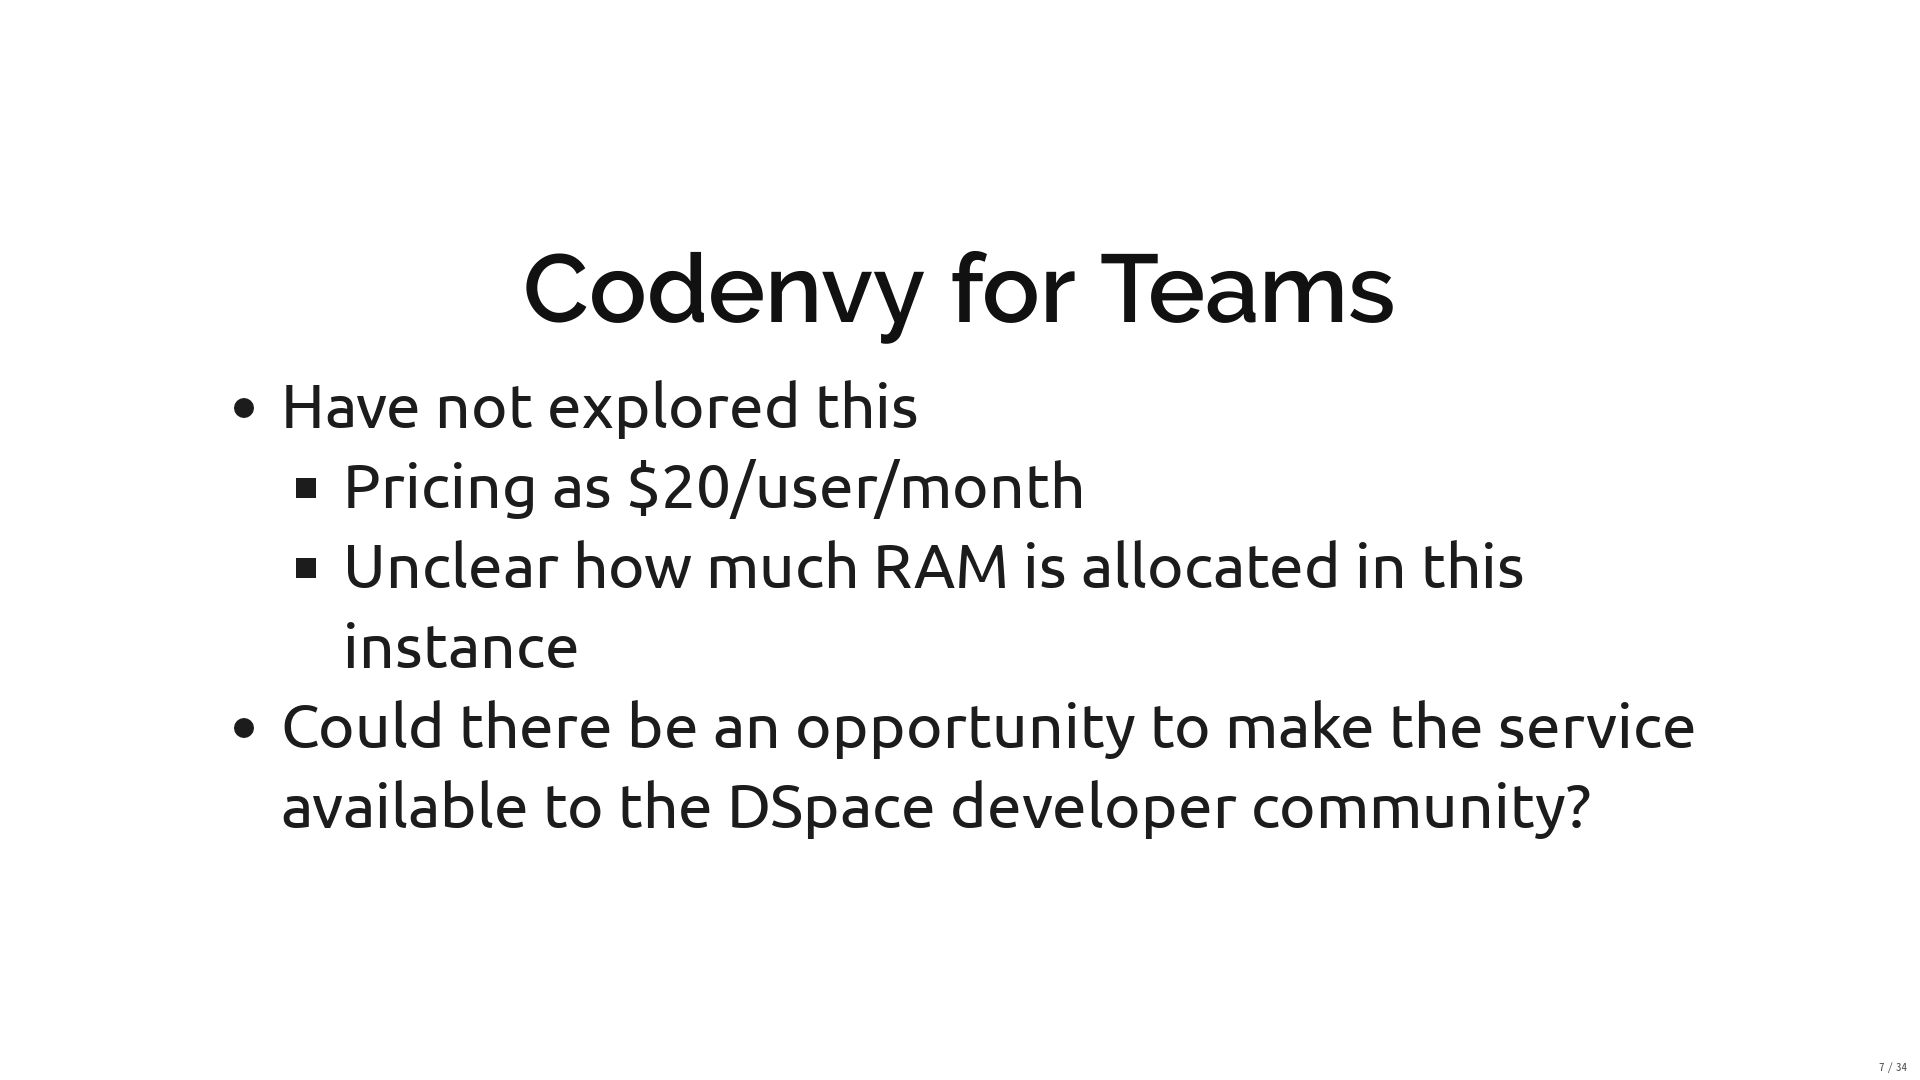 Codenvy for Teams
Have not explored this
Pricing as $20/user/month
Unclear how much RAM is allocated in this
instance
Could there be an opportunity to make the service
available to the DSpace developer community?
7 / 34